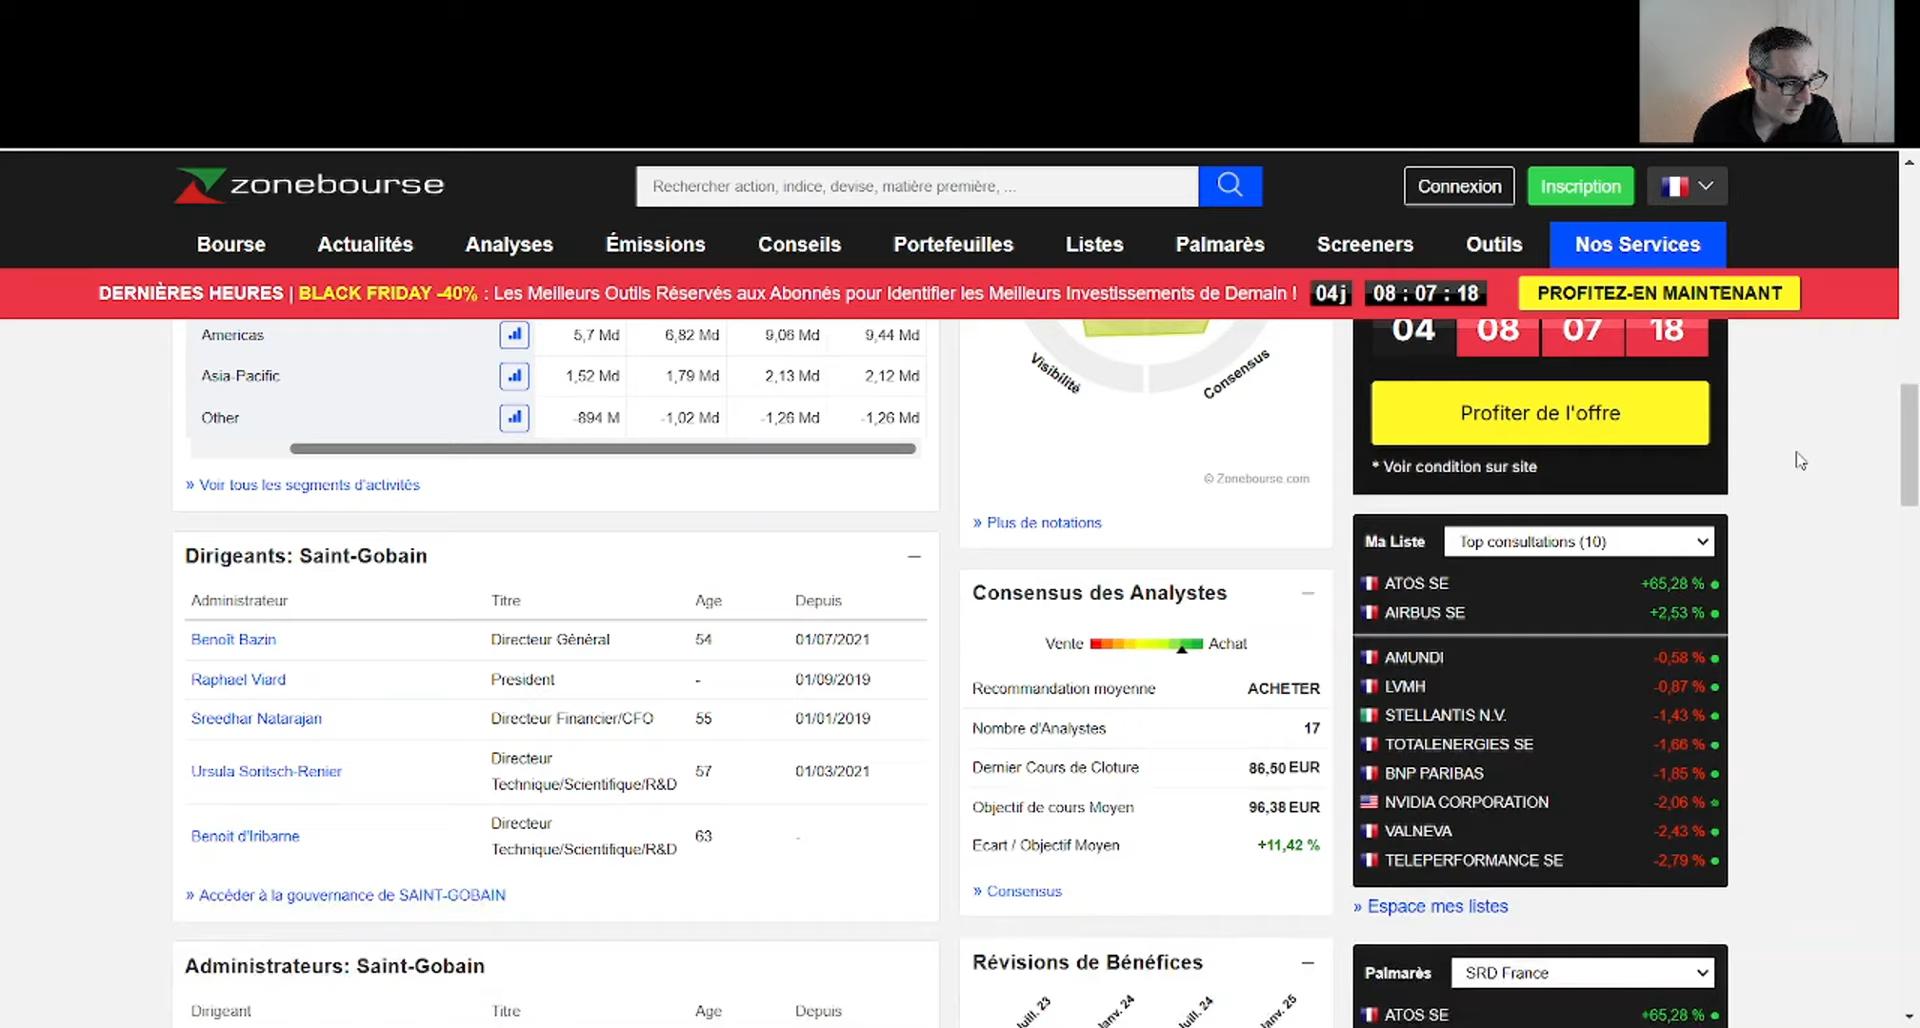 zonebourse
Rechercher action, indice, devise, matière première, ...
Connexion
Inscription
Bourse Actualités Analyses Émissions Conseils Portefeuilles Listes Palmarès Screeners Outils Nos Services
DERNIÈRES HEURES | BLACK FRIDAY -40% : Les Meilleurs Outils Réservés aux Abonnés pour Identifier les Meilleurs Investissements de Demain ! 04j 08 : 07 : 18 PROFITEZ-EN MAINTENANT
Americas 5,7 Md 6,82 Md 9,06 Md 9,44 Md
Asia-Pacific 1,52 Md 1,79 Md 2,13 Md 2,12 Md
Other -894 M -1,02 Md -1,26 Md -1,26 Md
» Voir tous les segments d'activités
Dirigeants: Saint-Gobain
Administrateur Titre Age Depuis
Benoît Bazin Directeur Général 54 01/07/2021
Raphael Viard President - 01/09/2019
Sreedhar Natarajan Directeur Financier/CFO 55 01/01/2019
Ursula Soritsch-Renier Directeur
Technique/Scientifique/R&D 57 01/03/2021
Benoit d'Iribarne Directeur
Technique/Scientifique/R&D 63 -
» Accéder à la gouvernance de SAINT-GOBAIN
Administrateurs: Saint-Gobain
Dirigeant Titre Age Depuis
Visibilité
Consensus
© Zonebourse.com
» Plus de notations
Consensus des Analystes
Vente Achat
Recommandation moyenne ACHETER
Nombre d'Analystes 17
Dernier Cours de Cloture 86,50 EUR
Objectif de cours Moyen 96,38 EUR
Ecart / Objectif Moyen +11,42 %
» Consensus
Révisions de Bénéfices
juill. 23 janv. 24 juill. 24 janv. 25
04 08 07 18
Profiter de l'offre
* Voir condition sur site
Ma Liste Top consultations (10)
ATOS SE +65,28 %
AIRBUS SE +2,53 %
AMUNDI -0,58 %
LVMH -0,87 %
STELLANTIS N.V. -1,43 %
TOTALENERGIES SE -1,66 %
BNP PARIBAS -1,85 %
NVIDIA CORPORATION -2,06 %
VALNEVA -2,43 %
TELEPERFORMANCE SE -2,79 %
» Espace mes listes
Palmarès SRD France
ATOS SE +65,28 %